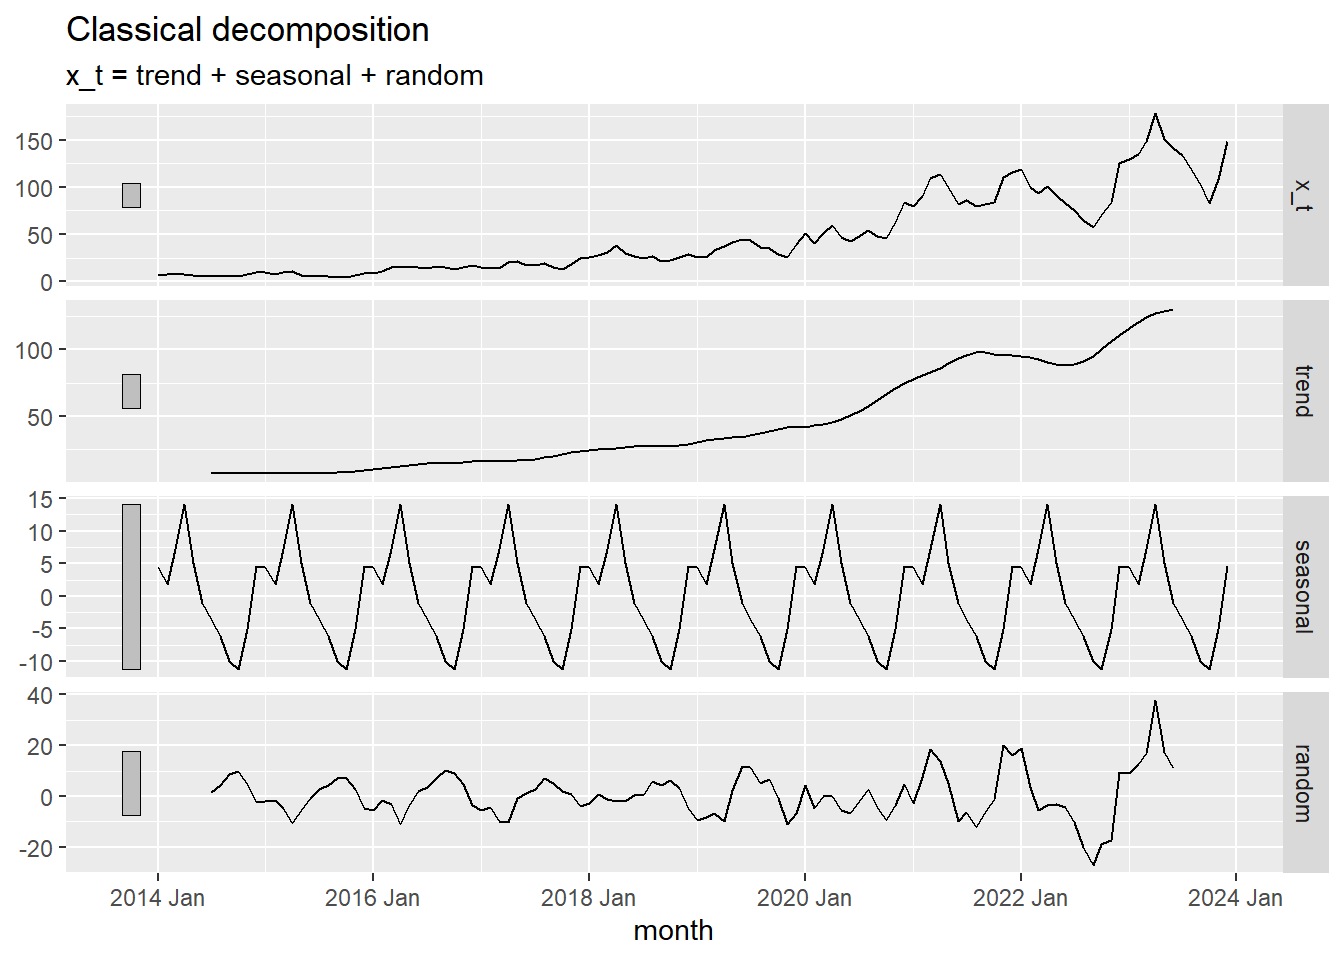 Classical decomposition
x_t = trend + seasonal + random
150
100
50
0
x_t
100
50
trend
15
10
5
0
-5
-10
seasonal
40
20
0
-20
random
2014 Jan 2016 Jan 2018 Jan 2020 Jan 2022 Jan 2024 Jan
month